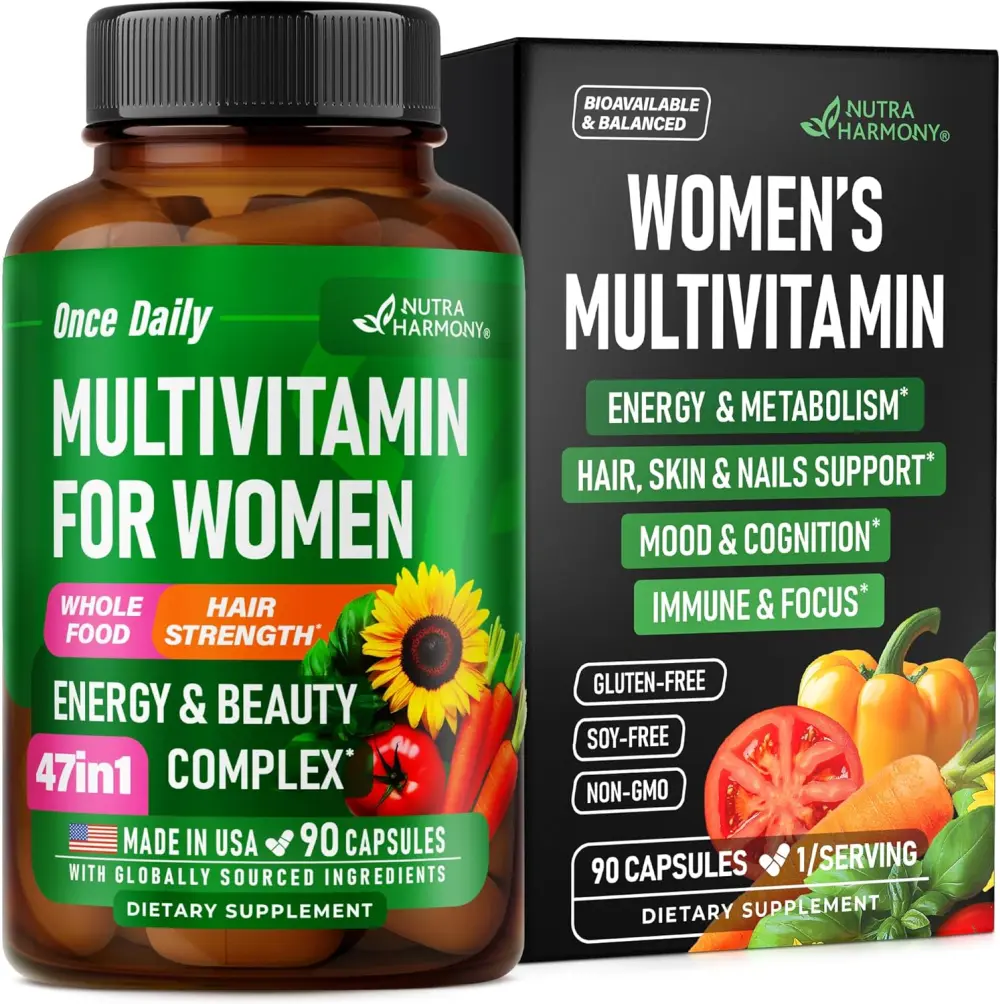 Once Daily
NUTRA
HARMONY®
MULTIVITAMIN
FOR WOMEN
WHOLE
FOOD
HAIR
STRENGTH*
ENERGY & BEAUTY
47in1
COMPLEX*
MADE IN USA 90 CAPSULES
WITH GLOBALLY SOURCED INGREDIENTS
DIETARY SUPPLEMENT
BIOAVAILABLE
& BALANCED
NUTRA
HARMONY®
WOMEN'S
MULTIVITAMIN
ENERGY & METABOLISM*
HAIR, SKIN & NAILS SUPPORT*
MOOD & COGNITION*
IMMUNE & FOCUS*
GLUTEN-FREE
SOY-FREE
NON-GMO
90 CAPSULES 1/SERVING
DIETARY SUPPLEMENT